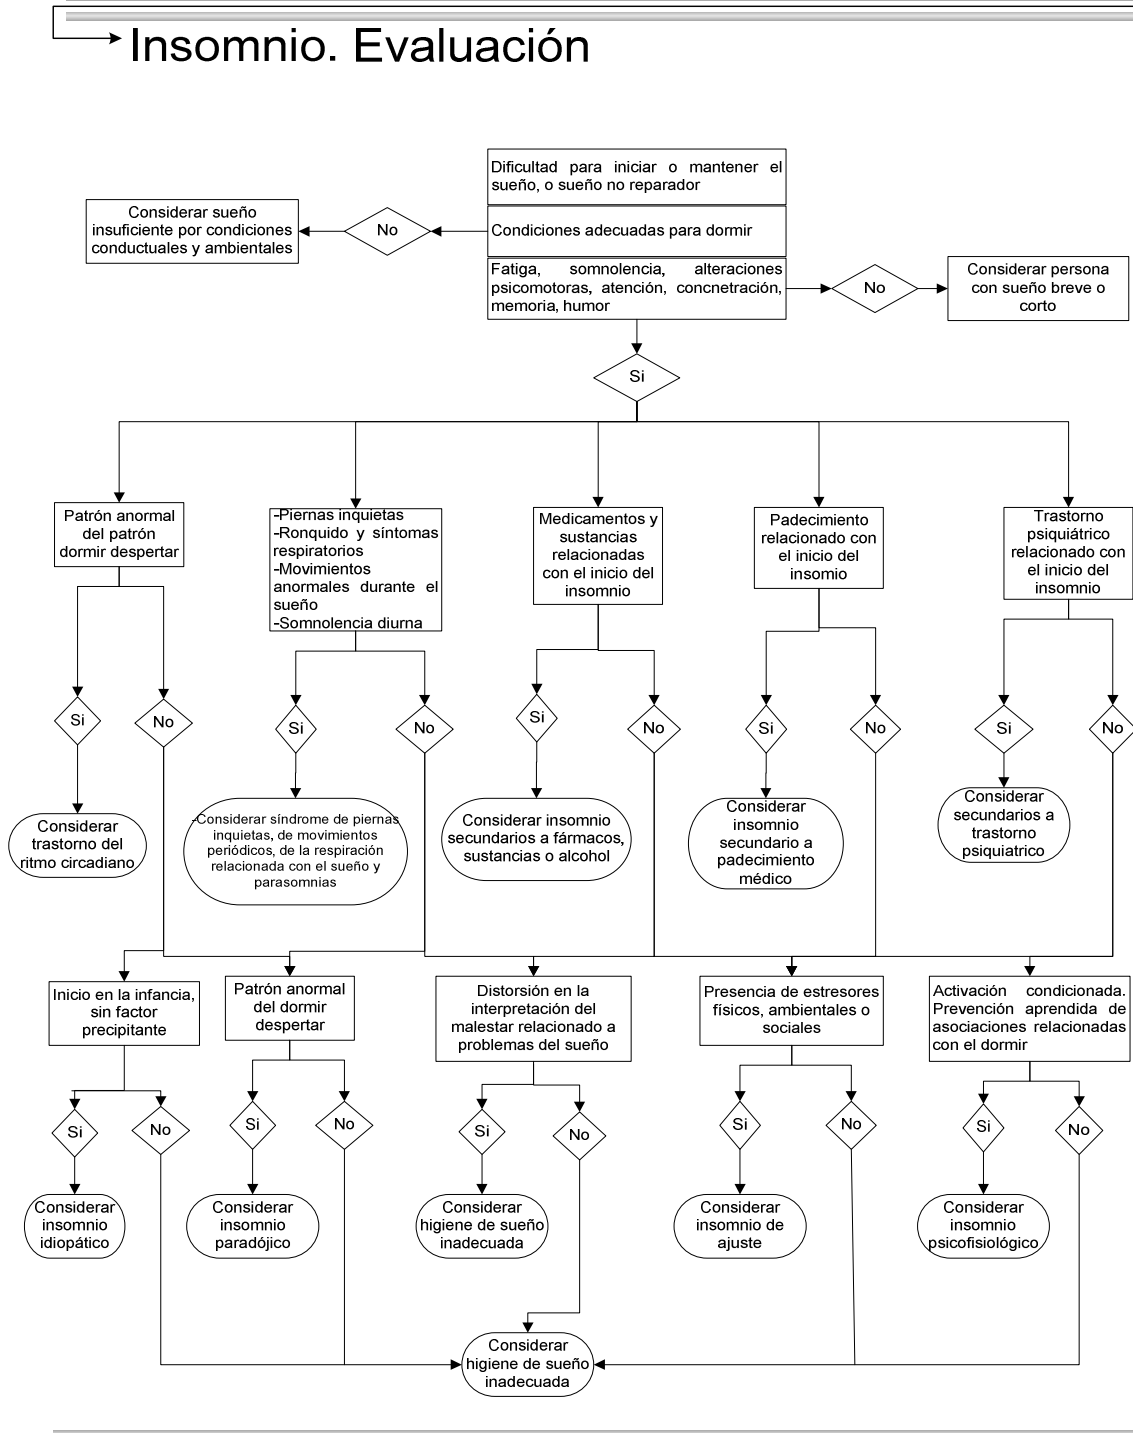 Insomnio. Evaluación
Dificultad para iniciar o mantener el
sueño, o sueño no reparador
Considerar sueño
insuficiente por condiciones
conductuales y ambientales
No
Condiciones adecuadas para dormir
Fatiga, somnolencia, alteraciones
psicomotoras, atención, concnetración,
memoria, humor
No
Considerar persona
con sueño breve o
corto
Si
Patrón anormal
del patrón
dormir despertar
-Piernas inquietas
-Ronquido y síntomas
respiratorios
-Movimientos
anormales durante el
sueño
-Somnolencia diurna
Medicamentos y
sustancias
relacionadas
con el inicio del
insomnio
Padecimiento
relacionado con
el inicio del
insomio
Trastorno
psiquiátrico
relacionado con
el inicio del
insomnio
Si
No
Si
No
Si
No
Si
No
Si
No
Considerar
trastorno del
ritmo circadiano
-Considerar síndrome de piernas
inquietas, de movimientos
periódicos, de la respiración
relacionada con el sueño y
parasomnias
Considerar insomnio
secundarios a fármacos,
sustancias o alcohol
Considerar
insomnio
secundario a
padecimiento
médico
Considerar
secundarios a
trastorno
psiquiatrico
Inicio en la infancia,
sin factor
precipitante
Patrón anormal
del dormir
despertar
Distorsión en la
interpretación del
malestar relacionado a
problemas del sueño
Presencia de estresores
físicos, ambientales o
sociales
Activación condicionada.
Prevención aprendida de
asociaciones relacionadas
con el dormir
Si
No
Si
No
Si
No
Si
No
Si
No
Considerar
insomnio
idiopático
Considerar
insomnio
paradójico
Considerar
higiene de sueño
inadecuada
Considerar
insomnio de
ajuste
Considerar
insomnio
psicofisiológico
Considerar
higiene de sueño
inadecuada